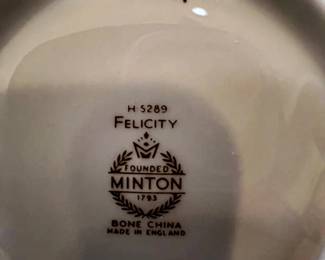 H 5289
FELICITY
FOUNDED
MINTON
1793
BONE CHINA
MADE IN ENGLAND